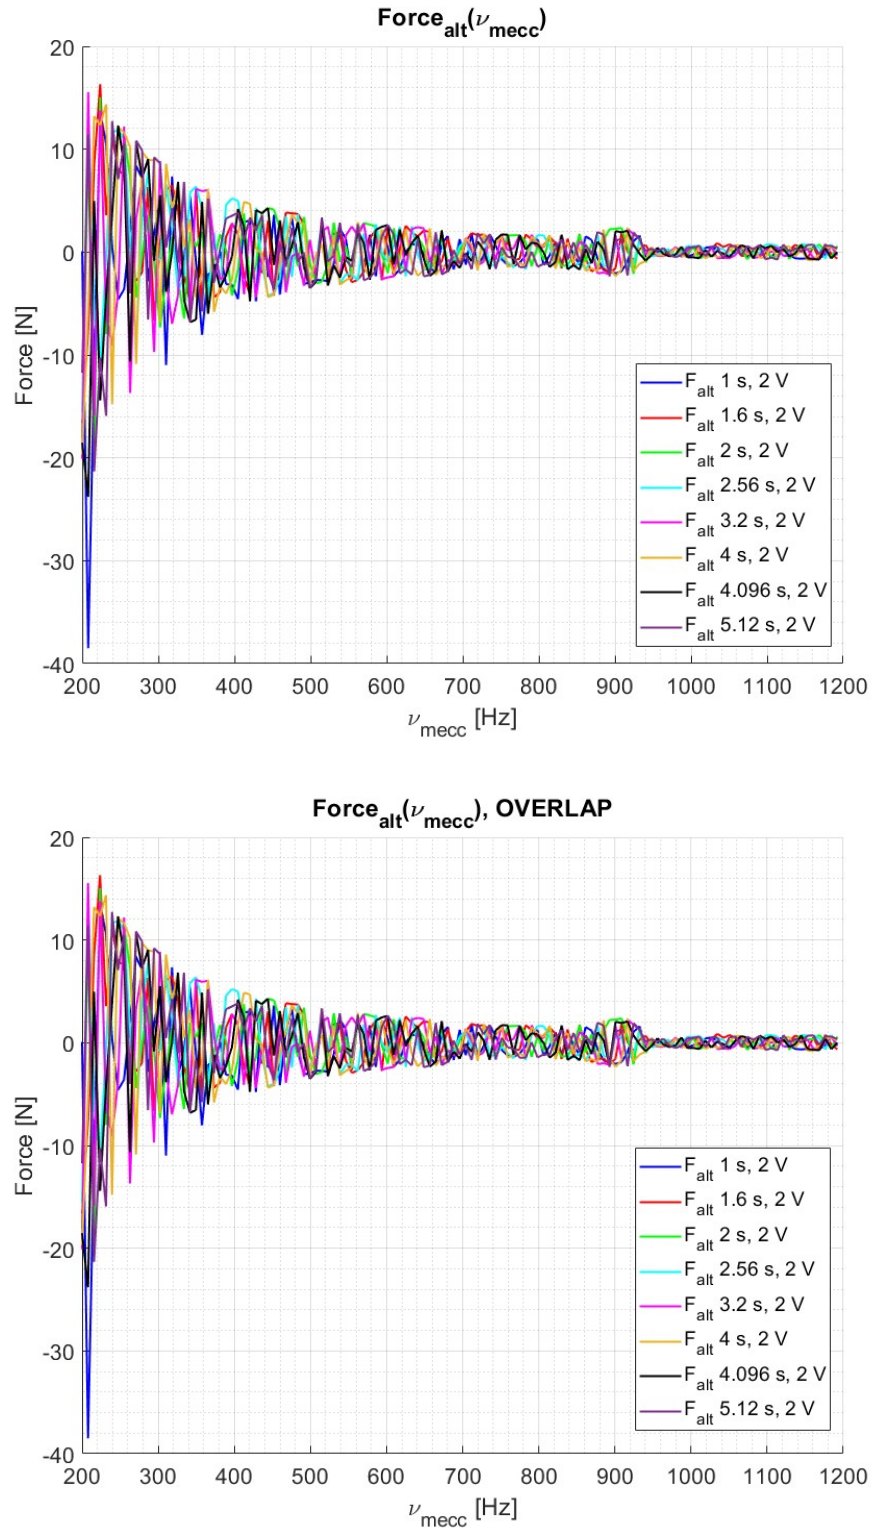 Force_alt(ν_mecc)
20
10
0
-10
-20
-30
-40
Force [N]
F_alt 1 s, 2 V
F_alt 1.6 s, 2 V
F_alt 2 s, 2 V
F_alt 2.56 s, 2 V
F_alt 3.2 s, 2 V
F_alt 4 s, 2 V
F_alt 4.096 s, 2 V
F_alt 5.12 s, 2 V
200 300 400 500 600 700 800 900 1000 1100 1200
ν_mecc [Hz]
Force_alt(ν_mecc), OVERLAP
20
10
0
-10
-20
-30
-40
Force [N]
F_alt 1 s, 2 V
F_alt 1.6 s, 2 V
F_alt 2 s, 2 V
F_alt 2.56 s, 2 V
F_alt 3.2 s, 2 V
F_alt 4 s, 2 V
F_alt 4.096 s, 2 V
F_alt 5.12 s, 2 V
200 300 400 500 600 700 800 900 1000 1100 1200
ν_mecc [Hz]